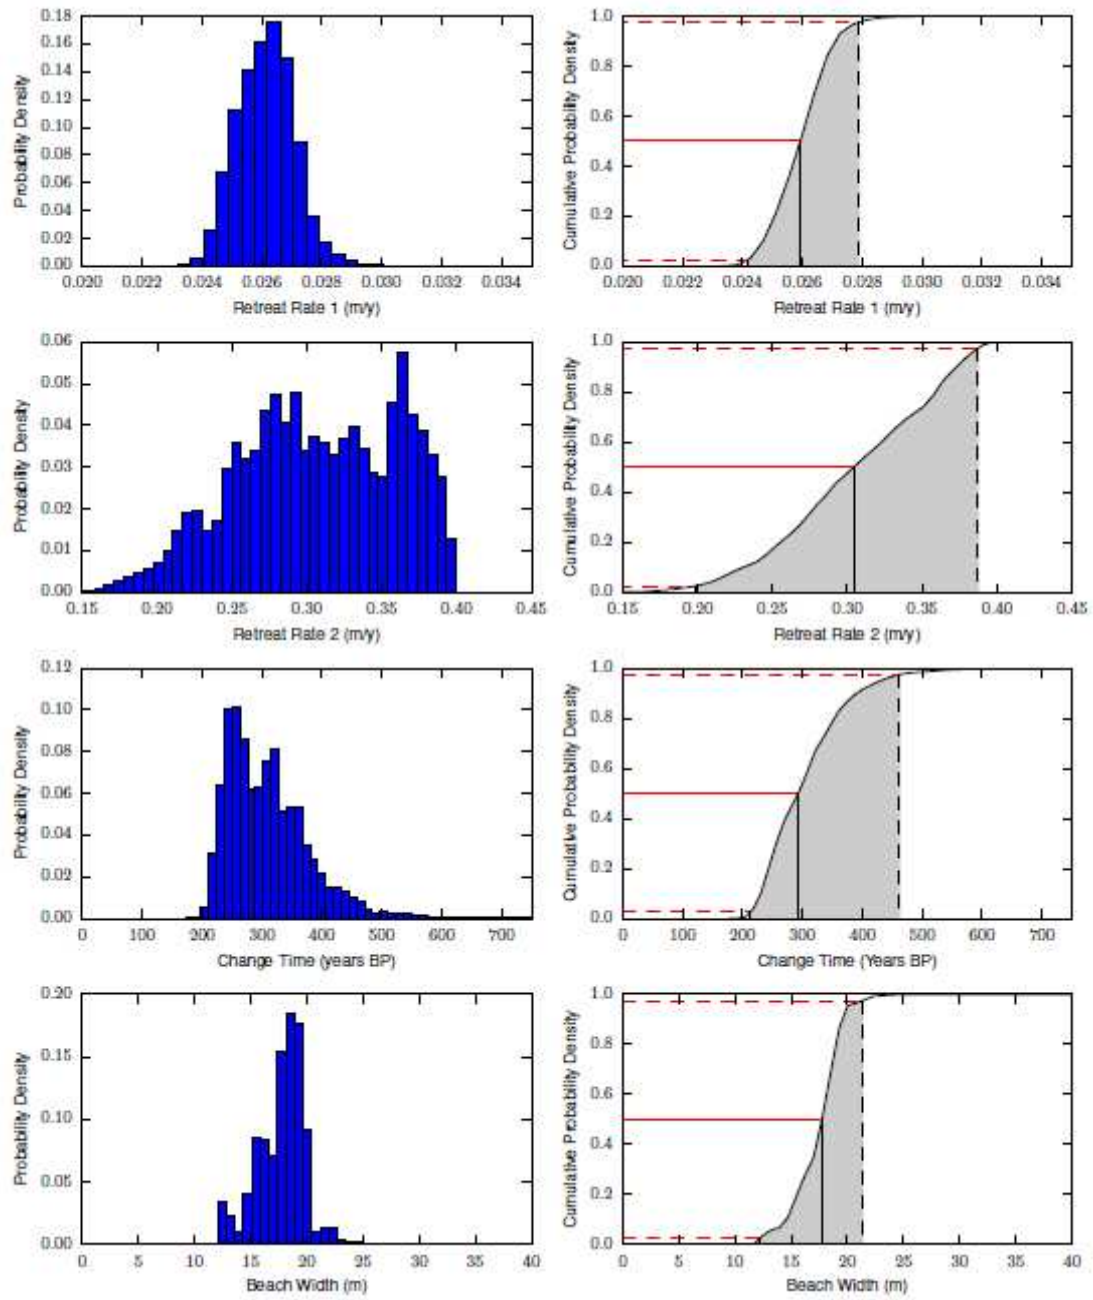 0.18
0.16
0.14
0.12
0.10
0.08
0.06
0.04
0.02
0.00
Probability Density
0.020 0.022 0.024 0.026 0.028 0.030 0.032 0.034
Retreat Rate 1 (m/y)
1.0
0.8
0.6
0.4
0.2
0.0
Cumulative Probability Density
0.020 0.022 0.024 0.026 0.028 0.030 0.032 0.034
Retreat Rate 1 (m/y)
0.06
0.05
0.04
0.03
0.02
0.01
0.00
Probability Density
0.15 0.20 0.25 0.30 0.35 0.40 0.45
Retreat Rate 2 (m/y)
1.0
0.8
0.6
0.4
0.2
0.0
Cumulative Probability Density
0.15 0.20 0.25 0.30 0.35 0.40 0.45
Retreat Rate 2 (m/y)
0.12
0.10
0.08
0.06
0.04
0.02
0.00
Probability Density
0 100 200 300 400 500 600 700
Change Time (years BP)
1.0
0.8
0.6
0.4
0.2
0.0
Cumulative Probability Density
0 100 200 300 400 500 600 700
Change Time (Years BP)
0.20
0.15
0.10
0.05
0.00
Probability Density
0 5 10 15 20 25 30 35 40
Beach Width (m)
1.0
0.8
0.6
0.4
0.2
0.0
Cumulative Probability Density
0 5 10 15 20 25 30 35 40
Beach Width (m)